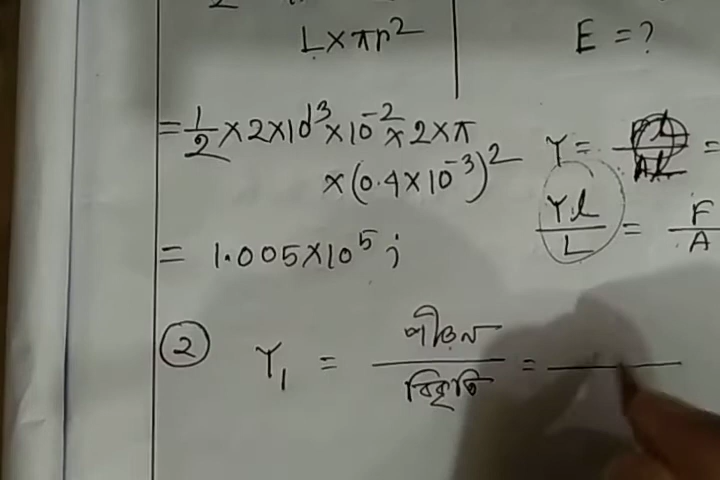 L×πr²
E = ?
= 1/2 × 2×10³ × 10⁻² × 2 × π
× (0.4×10⁻³)²
Y = 
Yl/L = F/A
= 1.005×10⁵ j
② Y₁ = পীড়ন/বিকৃতি =